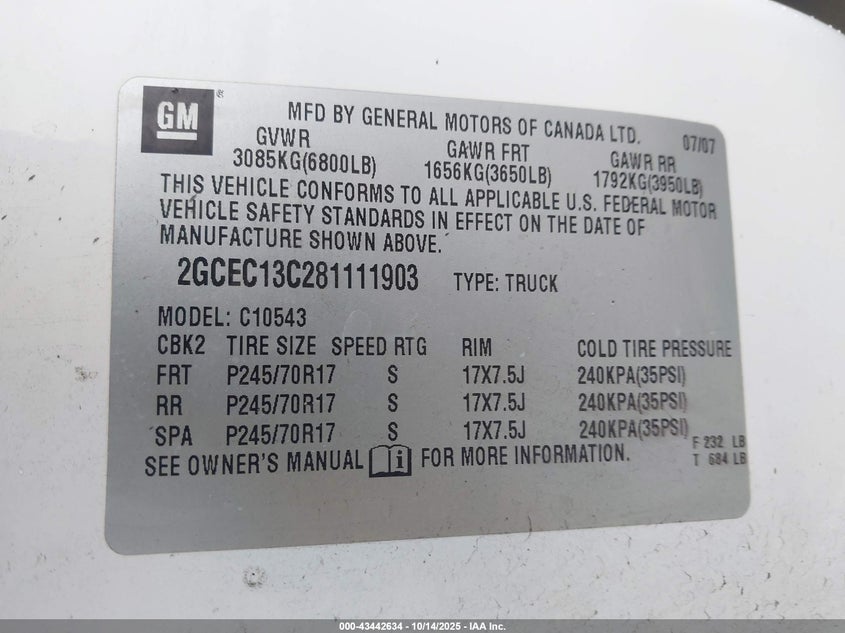 GM
®
MFD BY GENERAL MOTORS OF CANADA LTD. 07/07
GVWR GAWR FRT GAWR RR
3085KG(6800LB) 1656KG(3650LB) 1792KG(3950LB)
THIS VEHICLE CONFORMS TO ALL APPLICABLE U.S. FEDERAL MOTOR
VEHICLE SAFETY STANDARDS IN EFFECT ON THE DATE OF
MANUFACTURE SHOWN ABOVE.
2GCEC13C281111903 TYPE: TRUCK
MODEL: C10543
CBK2 TIRE SIZE SPEED RTG RIM COLD TIRE PRESSURE
FRT P245/70R17 S 17X7.5J 240KPA(35PSI)
RR P245/70R17 S 17X7.5J 240KPA(35PSI)
SPA P245/70R17 S 17X7.5J 240KPA(35PSI)
F 232 LB
T 684 LB
SEE OWNER'S MANUAL i FOR MORE INFORMATION.
000-43442634 - 10/14/2025 - IAA Inc.